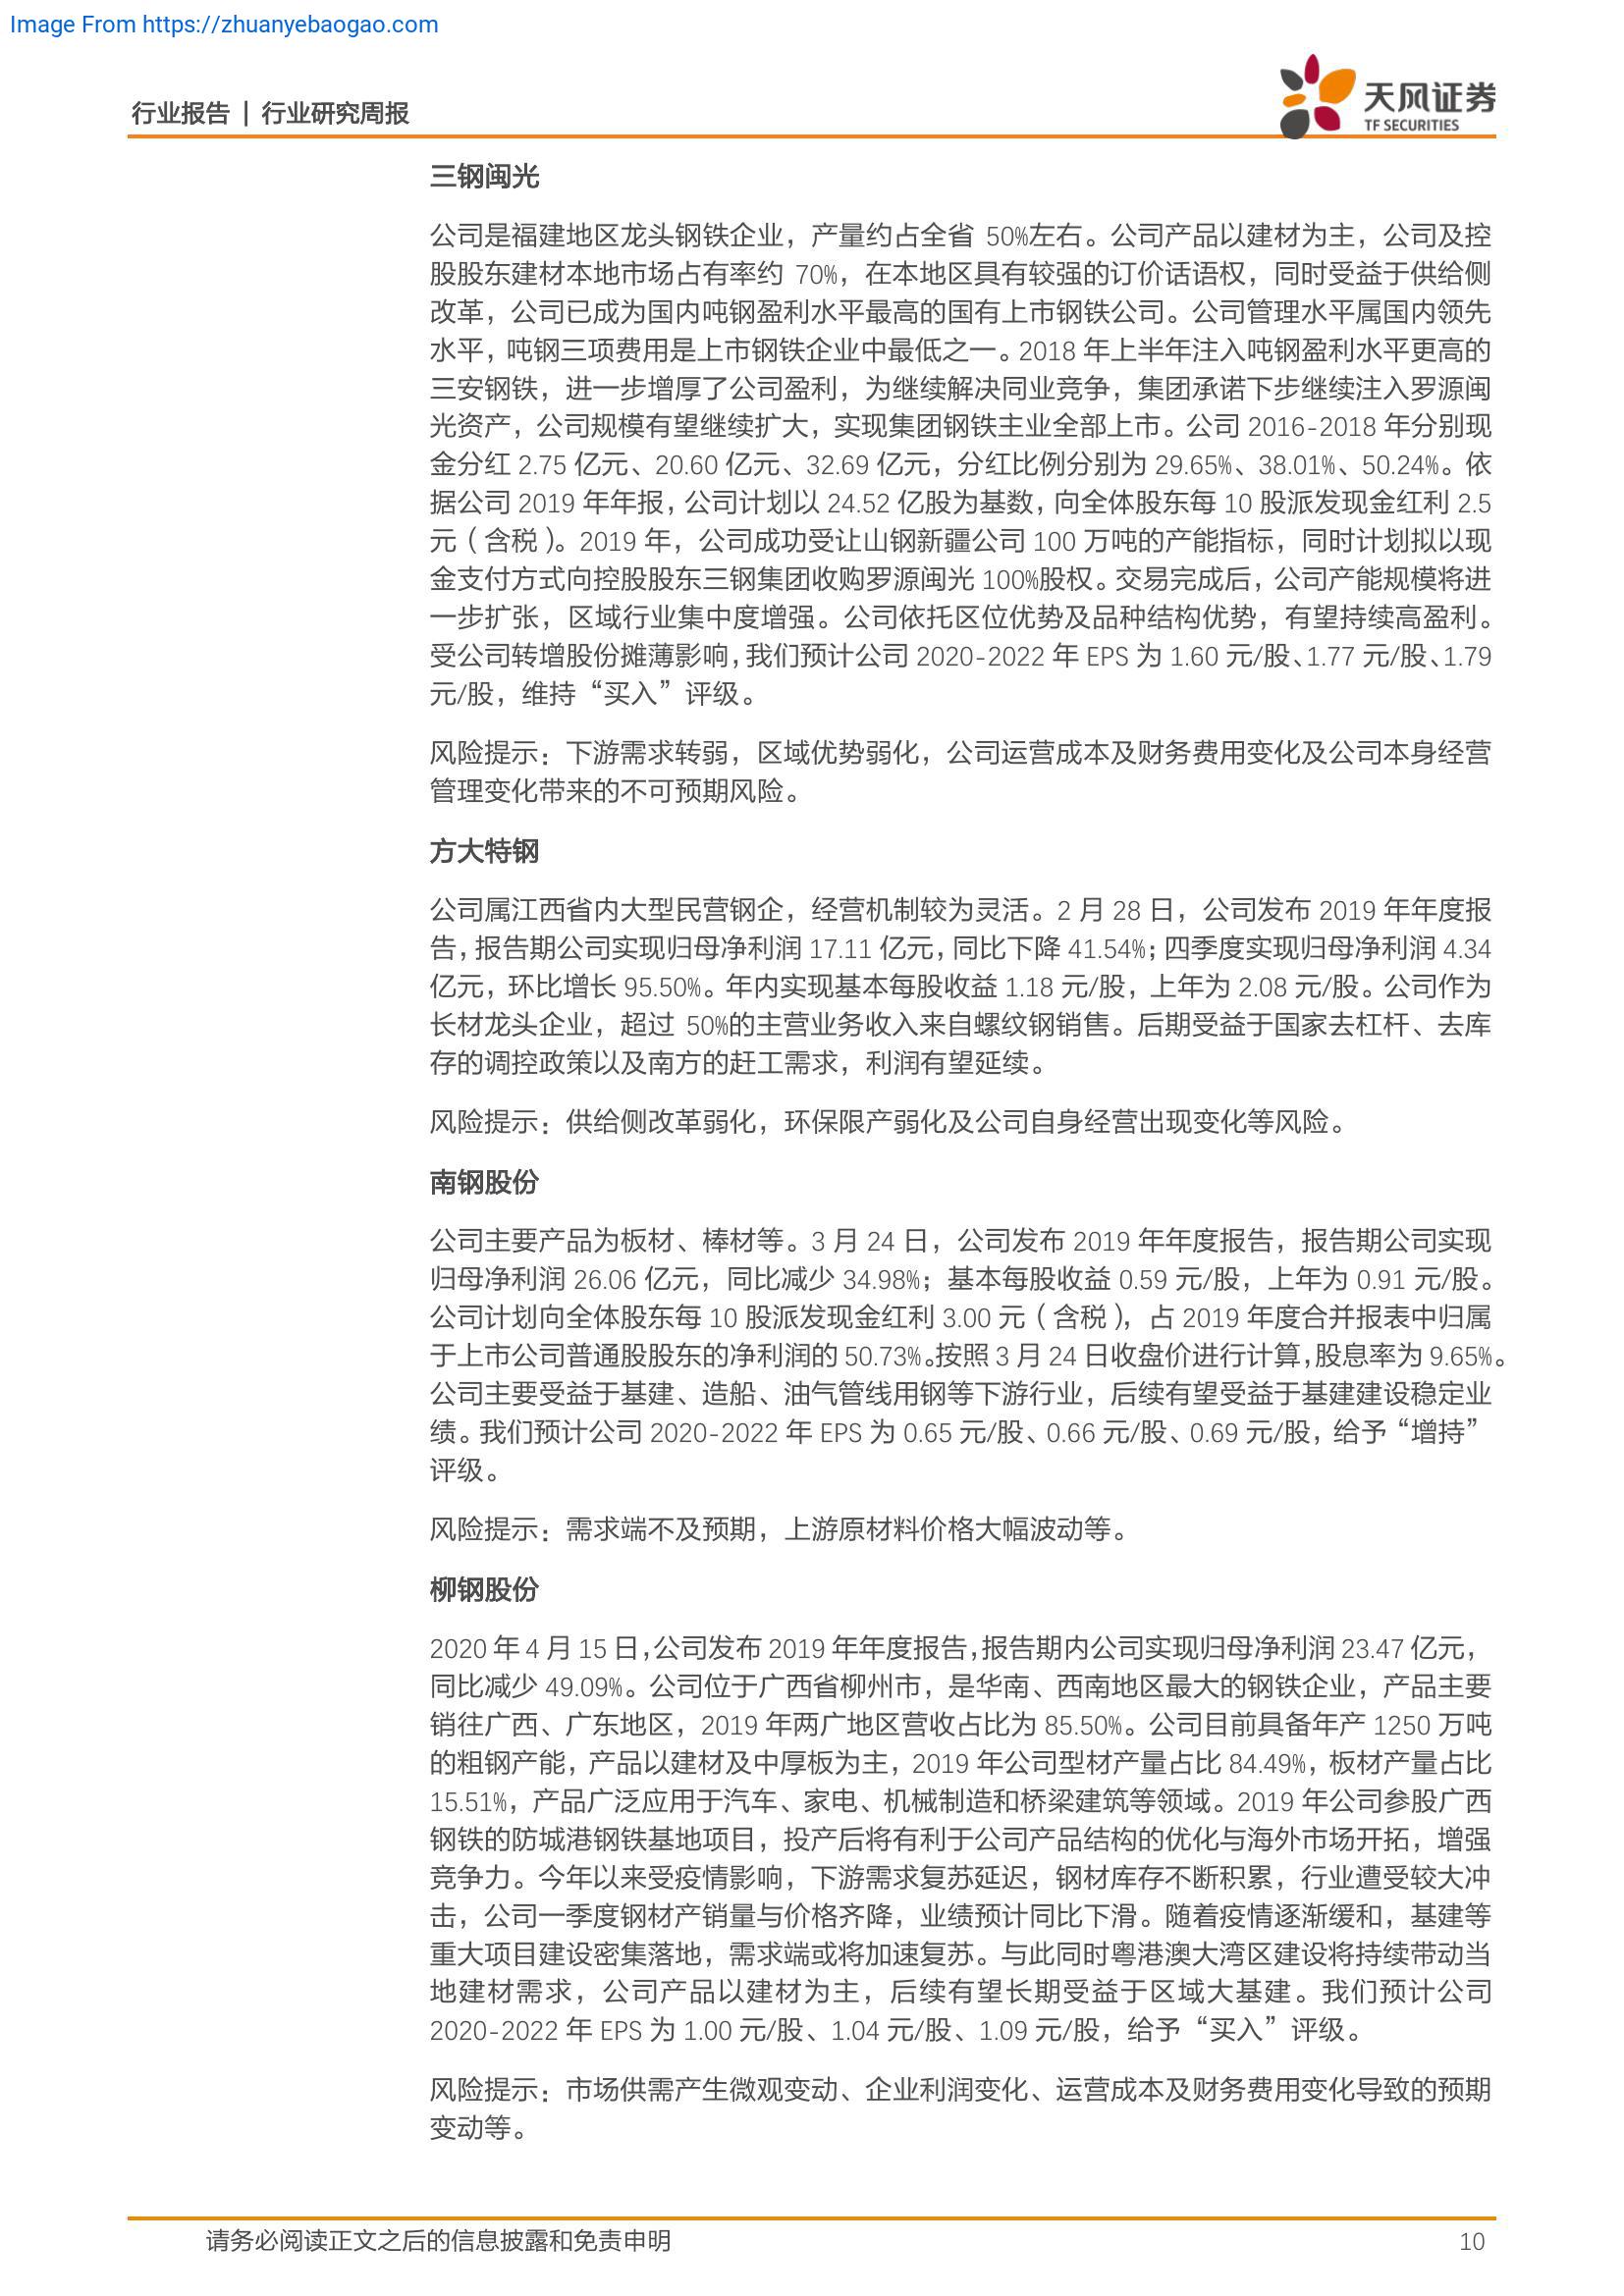 Image From https://zhuanyebaogao.com
行业报告 | 行业研究周报
天风证券
TF SECURITIES
三钢闽光
公司是福建地区龙头钢铁企业，产量约占全省 50%左右。公司产品以建材为主，公司及控
股股东建材本地市场占有率约 70%，在本地区具有较强的订价话语权，同时受益于供给侧
改革，公司已成为国内吨钢盈利水平最高的国有上市钢铁公司。公司管理水平属国内领先
水平，吨钢三项费用是上市钢铁企业中最低之一。2018 年上半年注入吨钢盈利水平更高的
三安钢铁，进一步增厚了公司盈利，为继续解决同业竞争，集团承诺下步继续注入罗源闽
光资产，公司规模有望继续扩大，实现集团钢铁主业全部上市。公司 2016-2018 年分别现
金分红 2.75 亿元、20.60 亿元、32.69 亿元，分红比例分别为 29.65%、38.01%、50.24%。依
据公司 2019 年年报，公司计划以 24.52 亿股为基数，向全体股东每 10 股派发现金红利 2.5
元（含税）。2019 年，公司成功受让山钢新疆公司 100 万吨的产能指标，同时计划拟以现
金支付方式向控股股东三钢集团收购罗源闽光 100%股权。交易完成后，公司产能规模将进
一步扩张，区域行业集中度增强。公司依托区位优势及品种结构优势，有望持续高盈利。
受公司转增股份摊薄影响，我们预计公司 2020-2022 年 EPS 为 1.60 元/股、1.77 元/股、1.79
元/股，维持“买入”评级。
风险提示：下游需求转弱，区域优势弱化，公司运营成本及财务费用变化及公司本身经营
管理变化带来的不可预期风险。
方大特钢
公司属江西省内大型民营钢企，经营机制较为灵活。2 月 28 日，公司发布 2019 年年度报
告，报告期公司实现归母净利润 17.11 亿元，同比下降 41.54%；四季度实现归母净利润 4.34
亿元，环比增长 95.50%。年内实现基本每股收益 1.18 元/股，上年为 2.08 元/股。公司作为
长材龙头企业，超过 50%的主营业务收入来自螺纹钢销售。后期受益于国家去杠杆、去库
存的调控政策以及南方的赶工需求，利润有望延续。
风险提示：供给侧改革弱化，环保限产弱化及公司自身经营出现变化等风险。
南钢股份
公司主要产品为板材、棒材等。3 月 24 日，公司发布 2019 年年度报告，报告期公司实现
归母净利润 26.06 亿元，同比减少 34.98%；基本每股收益 0.59 元/股，上年为 0.91 元/股。
公司计划向全体股东每 10 股派发现金红利 3.00 元（含税），占 2019 年度合并报表中归属
于上市公司普通股股东的净利润的 50.73%。按照 3 月 24 日收盘价进行计算，股息率为 9.65%。
公司主要受益于基建、造船、油气管线用钢等下游行业，后续有望受益于基建建设稳定业
绩。我们预计公司 2020-2022 年 EPS 为 0.65 元/股、0.66 元/股、0.69 元/股，给予“增持”
评级。
风险提示：需求端不及预期，上游原材料价格大幅波动等。
柳钢股份
2020 年 4 月 15 日，公司发布 2019 年年度报告，报告期内公司实现归母净利润 23.47 亿元，
同比减少 49.09%。公司位于广西省柳州市，是华南、西南地区最大的钢铁企业，产品主要
销往广西、广东地区，2019 年两广地区营收占比为 85.50%。公司目前具备年产 1250 万吨
的粗钢产能，产品以建材及中厚板为主，2019 年公司型材产量占比 84.49%，板材产量占比
15.51%，产品广泛应用于汽车、家电、机械制造和桥梁建筑等领域。2019 年公司参股广西
钢铁的防城港钢铁基地项目，投产后将有利于公司产品结构的优化与海外市场开拓，增强
竞争力。今年以来受疫情影响，下游需求复苏延迟，钢材库存不断积累，行业遭受较大冲
击，公司一季度钢材产销量与价格齐降，业绩预计同比下滑。随着疫情逐渐缓和，基建等
重大项目建设密集落地，需求端或将加速复苏。与此同时粤港澳大湾区建设将持续带动当
地建材需求，公司产品以建材为主，后续有望长期受益于区域大基建。我们预计公司
2020-2022 年 EPS 为 1.00 元/股、1.04 元/股、1.09 元/股，给予“买入”评级。
风险提示：市场供需产生微观变动、企业利润变化、运营成本及财务费用变化导致的预期
变动等。
请务必阅读正文之后的信息披露和免责申明
10